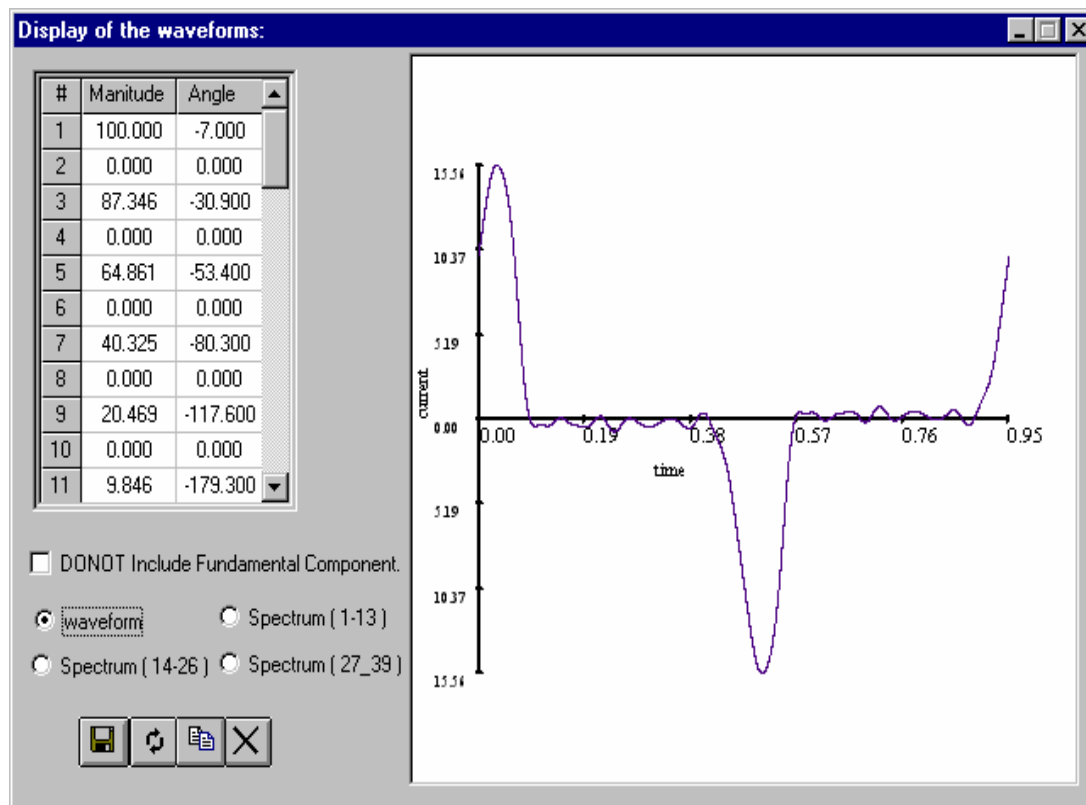 Display of the waveforms:
# Manitude Angle
1 100.000 -7.000
2 0.000 0.000
3 87.346 -30.900
4 0.000 0.000
5 64.861 -53.400
6 0.000 0.000
7 40.325 -80.300
8 0.000 0.000
9 20.469 -117.600
10 0.000 0.000
11 9.846 -179.300
DONOT Include Fundamental Component.
waveform
Spectrum ( 1-13 )
Spectrum ( 14-26 )
Spectrum ( 27_39 )
15.56
10.37
5.19
0.00
5.19
10.37
15.56
current
0.00 0.19 0.38 0.57 0.76 0.95
time